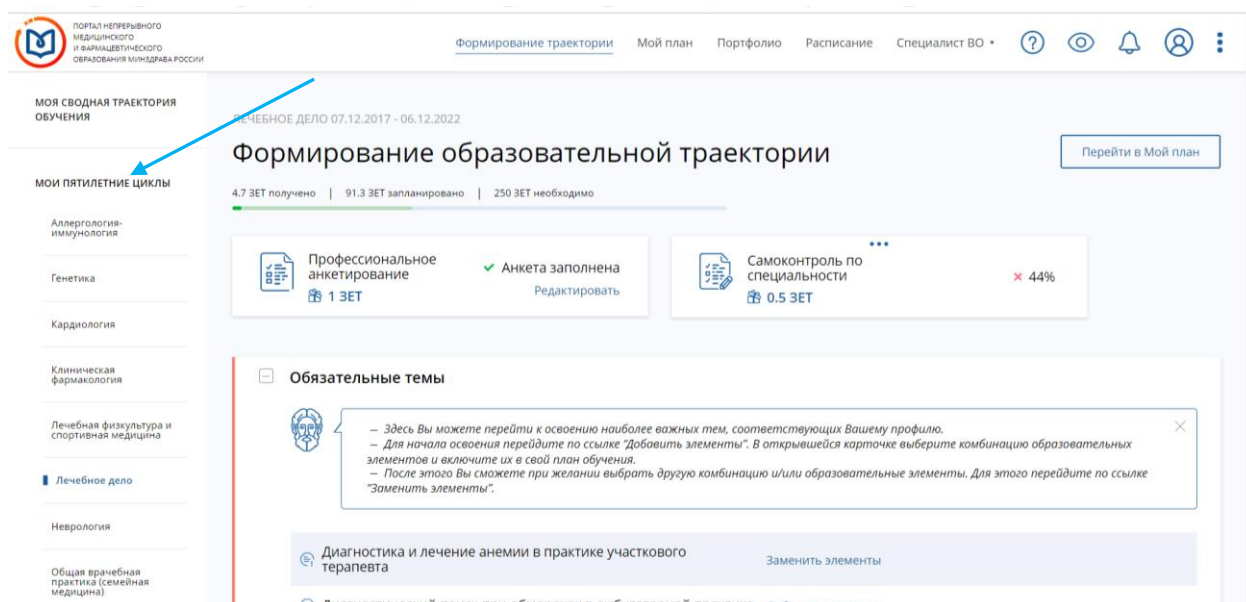 ПОРТАЛ НЕПРЕРЫВНОГО
МЕДИЦИНСКОГО
И ФАРМАЦЕВТИЧЕСКОГО
ОБРАЗОВАНИЯ МИНЗДРАВА РОССИИ
Формирование траектории Мой план Портфолио Расписание Специалист ВО
МОЯ СВОДНАЯ ТРАЕКТОРИЯ
ОБУЧЕНИЯ
МОИ ПЯТИЛЕТНИЕ ЦИКЛЫ
Аллергология-
иммунология
Генетика
Кардиология
Клиническая
фармакология
Лечебная физкультура и
спортивная медицина
Лечебное дело
Неврология
Общая врачебная
практика (семейная
медицина)
ЛЕЧЕБНОЕ ДЕЛО 07.12.2017 - 06.12.2022
Формирование образовательной траектории
Перейти в Мой план
4.7 ЗЕТ получено | 91.3 ЗЕТ запланировано | 250 ЗЕТ необходимо
Профессиональное
анкетирование
1 ЗЕТ
Анкета заполнена
Редактировать
Самоконтроль по
специальности
0.5 ЗЕТ
44%
Обязательные темы
– Здесь Вы можете перейти к освоению наиболее важных тем, соответствующих Вашему профилю.
– Для начала освоения перейдите по ссылке "Добавить элементы". В открывшейся карточке выберите комбинацию образовательных
элементов и включите их в свой план обучения.
– После этого Вы сможете при желании выбрать другую комбинацию и/или образовательные элементы. Для этого перейдите по ссылке
"Заменить элементы".
Диагностика и лечение анемии в практике участкового
терапевта
Заменить элементы